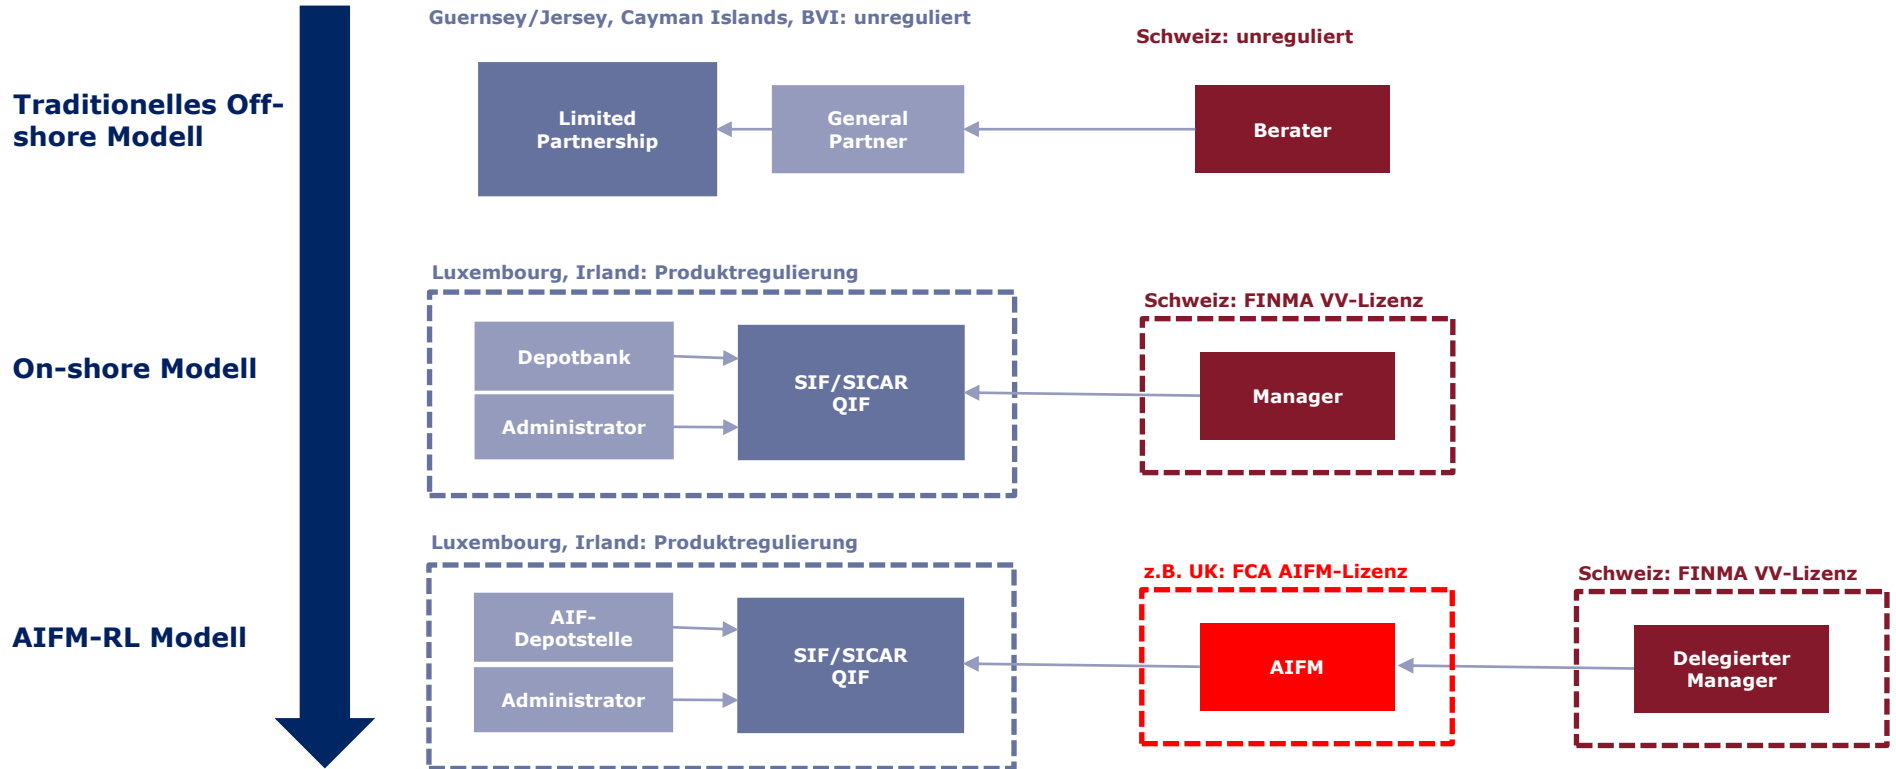 Guernsey/Jersey, Cayman Islands, BVI: unreguliert
Schweiz: unreguliert
Traditionelles Off-
shore Modell
Limited
Partnership
General
Partner
Berater
Luxembourg, Irland: Produktregulierung
Schweiz: FINMA VV-Lizenz
On-shore Modell
Depotbank
Administrator
SIF/SICAR
QIF
Manager
Luxembourg, Irland: Produktregulierung
z.B. UK: FCA AIFM-Lizenz
Schweiz: FINMA VV-Lizenz
AIFM-RL Modell
AIF-
Depotstelle
Administrator
SIF/SICAR
QIF
AIFM
Delegierter
Manager